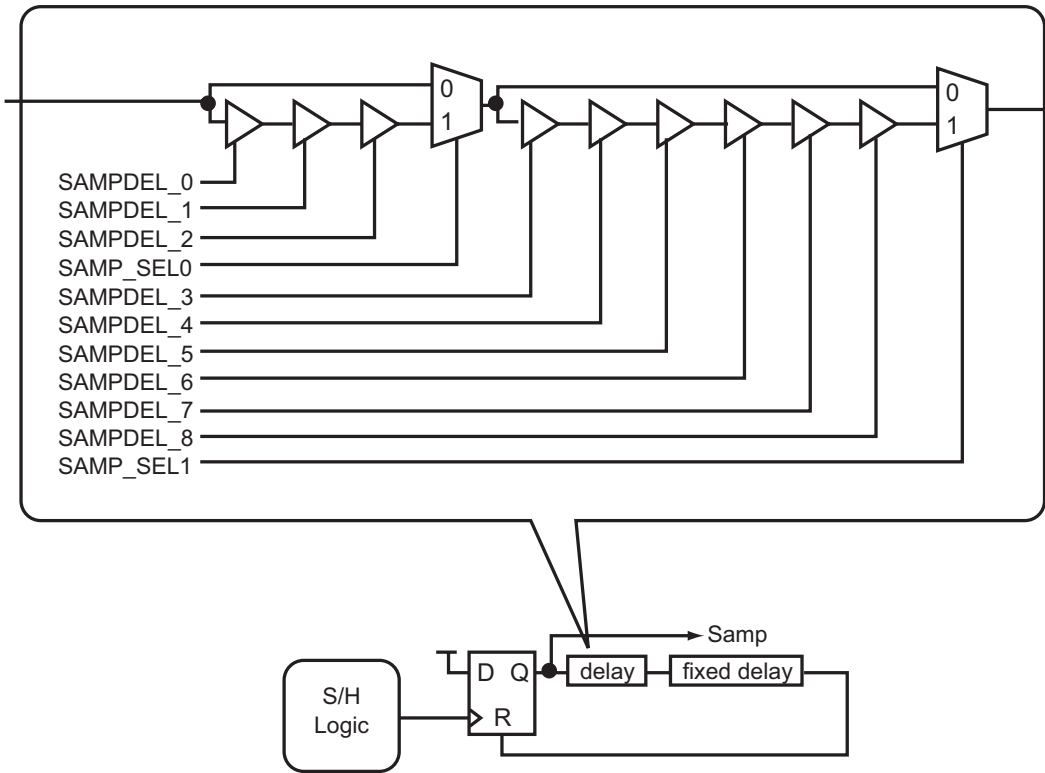 0
1
0
1
SAMPDEL_0
SAMPDEL_1
SAMPDEL_2
SAMP_SEL0
SAMPDEL_3
SAMPDEL_4
SAMPDEL_5
SAMPDEL_6
SAMPDEL_7
SAMPDEL_8
SAMP_SEL1
Samp
D Q
delay
fixed delay
R
S/H
Logic